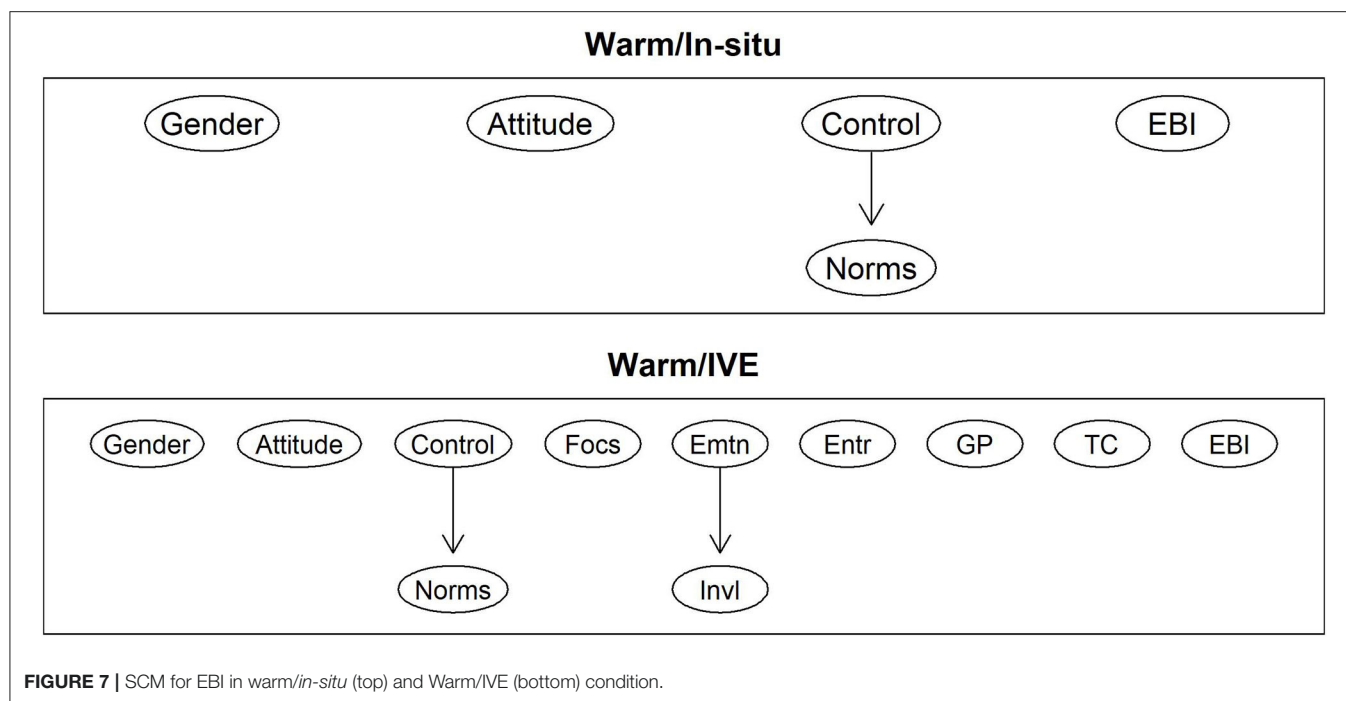 Warm/In-situ
Gender Attitude Control EBI
Norms
Warm/IVE
Gender Attitude Control Focs Emtn Entr GP TC EBI
Norms Invl
FIGURE 7 | SCM for EBI in warm/in-situ (top) and Warm/IVE (bottom) condition.